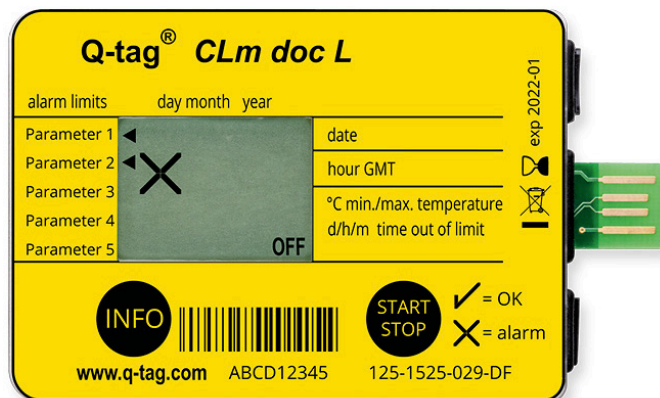 Q-tag® CLm doc L
alarm limits day month year
Parameter 1
Parameter 2
Parameter 3
Parameter 4
Parameter 5
OFF
date
hour GMT
°C min./max. temperature
d/h/m time out of limit
exp 2022-01
INFO
START
STOP
= OK
= alarm
www.q-tag.com ABCD12345 125-1525-029-DF